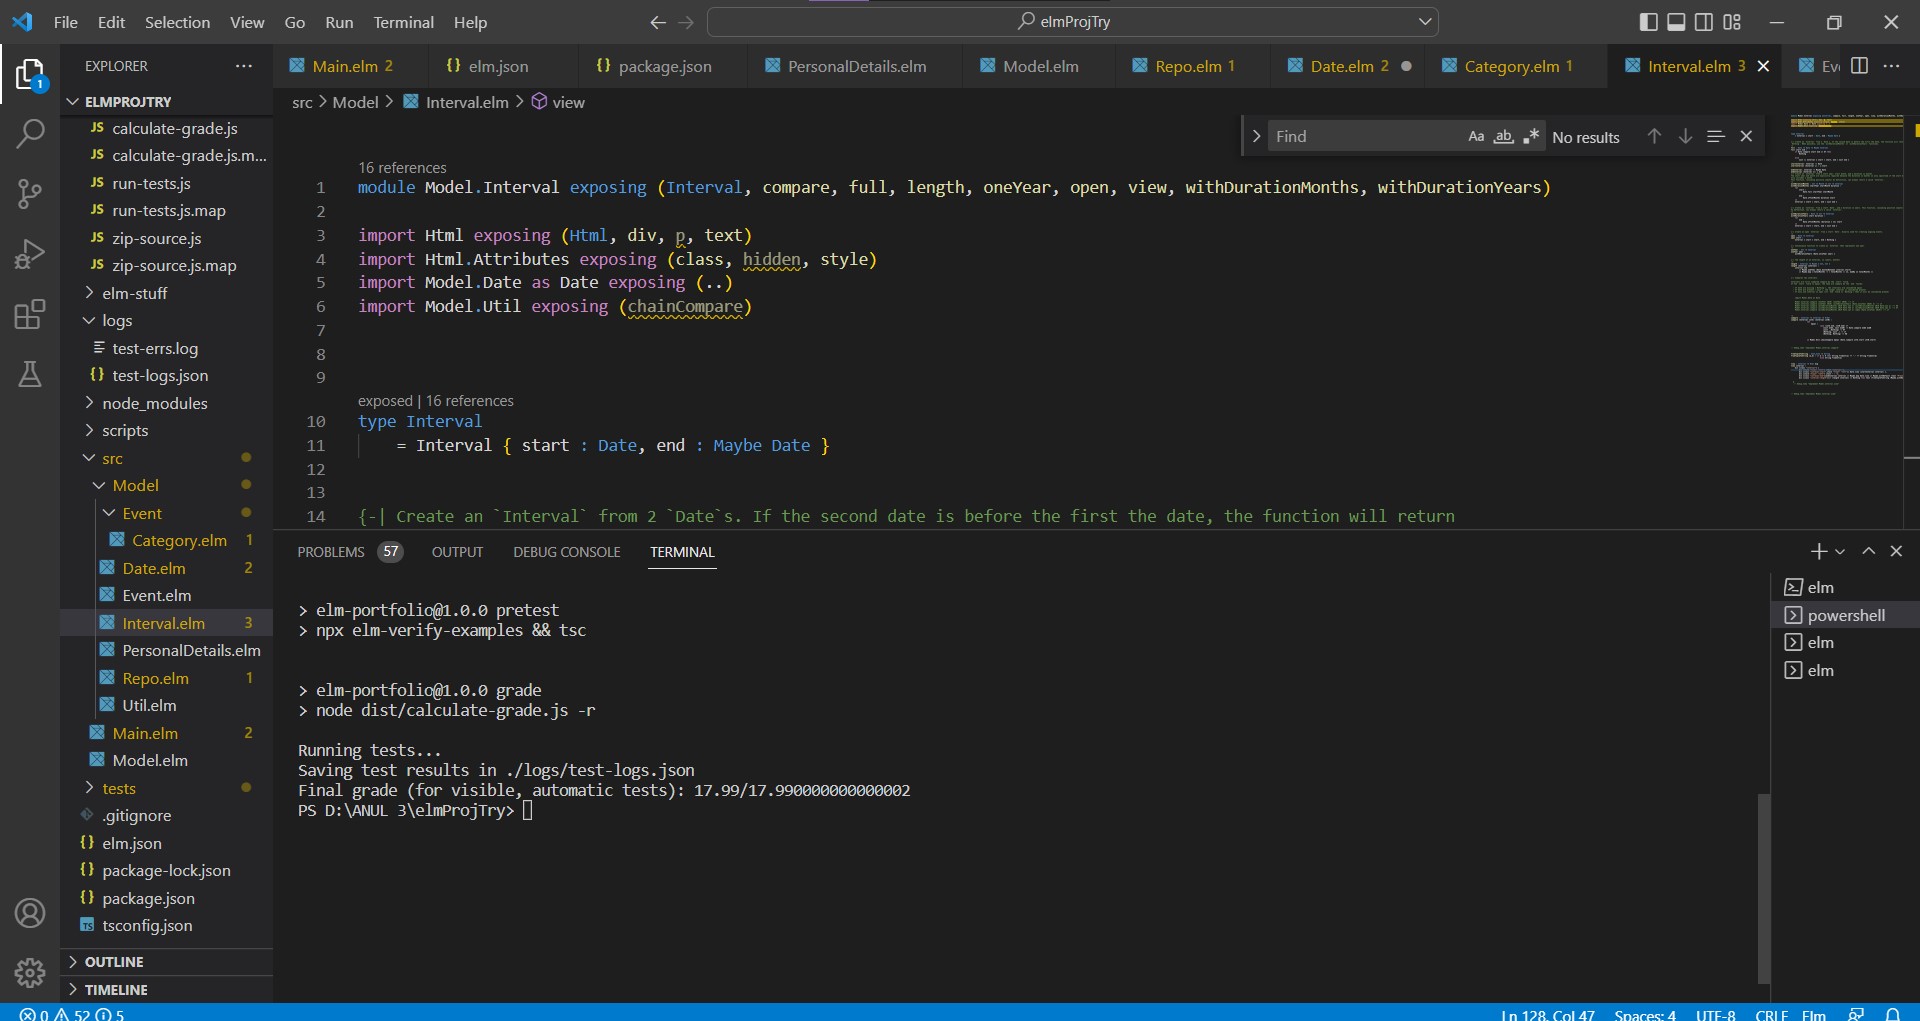 File Edit Selection View Go Run Terminal Help
elmProjTry
EXPLORER
Main.elm 2
elm.json
package.json
PersonalDetails.elm
Model.elm
Repo.elm 1
Date.elm 2
Category.elm 1
Interval.elm 3
Ev
1
src > Model > Interval.elm > view
ELMPROJTRY
calculate-grade.js
calculate-grade.js.m...
run-tests.js
run-tests.js.map
zip-source.js
zip-source.js.map
elm-stuff
logs
test-errs.log
test-logs.json
node_modules
scripts
src
Model
Event
Category.elm 1
Date.elm 2
Event.elm
Interval.elm 3
PersonalDetails.elm
Repo.elm 1
Util.elm
Main.elm 2
Model.elm
tests
.gitignore
elm.json
package-lock.json
package.json
tsconfig.json
OUTLINE
TIMELINE
Find Aa ab No results
16 references
1 module Model.Interval exposing (Interval, compare, full, length, oneYear, open, view, withDurationMonths, withDurationYears)
2
3 import Html exposing (Html, div, p, text)
4 import Html.Attributes exposing (class, hidden, style)
5 import Model.Date as Date exposing (..)
6 import Model.Util exposing (chainCompare)
7
8
9
exposed | 16 references
10 type Interval
11 = Interval { start : Date, end : Maybe Date }
12
13
14 {-| Create an `Interval` from 2 `Date`s. If the second date is before the first the date, the function will return
PROBLEMS 57 OUTPUT DEBUG CONSOLE TERMINAL
> elm-portfolio@1.0.0 pretest
> npx elm-verify-examples && tsc
> elm-portfolio@1.0.0 grade
> node dist/calculate-grade.js -r
Running tests...
Saving test results in ./logs/test-logs.json
Final grade (for visible, automatic tests): 17.99/17.990000000000002
PS D:\ANUL 3\elmProjTry>
elm
powershell
elm
elm
0 52 5
Ln 128, Col 47 Spaces: 4 UTF-8 CRLF Elm